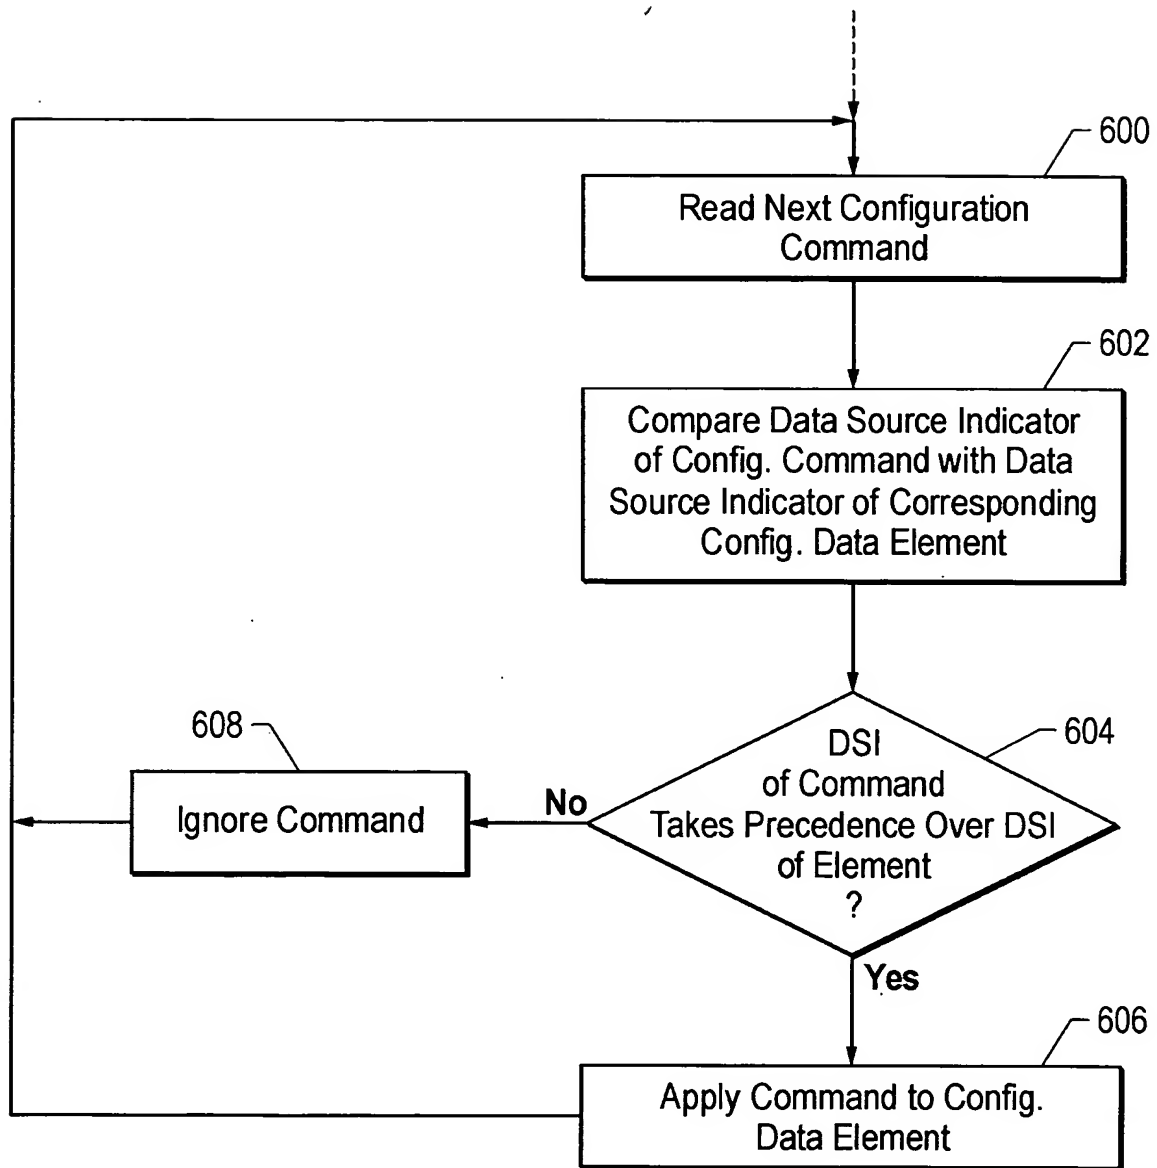 600
Read Next Configuration
Command
602
Compare Data Source Indicator
of Config. Command with Data
Source Indicator of Corresponding
Config. Data Element
608
604
DSI
of Command
Takes Precedence Over DSI
of Element
?
No
Ignore Command
Yes
606
Apply Command to Config.
Data Element